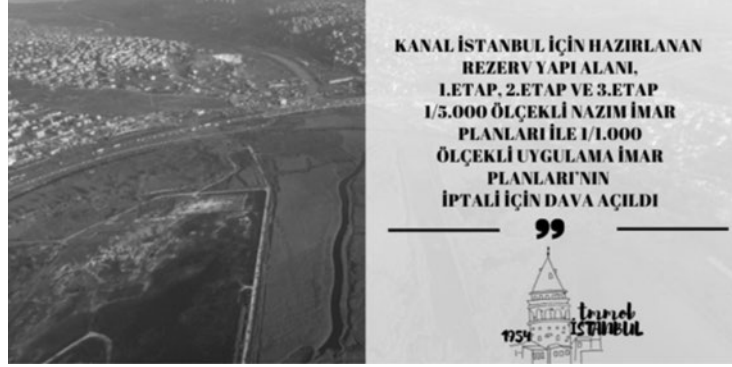 KANAL İSTANBUL İÇİN HAZIRLANAN
REZERV YAPI ALANI,
1.ETAP, 2.ETAP VE 3.ETAP
1/5.000 ÖLÇEKLİ NAZIM İMAR
PLANLARI İLE 1/1.000
ÖLÇEKLİ UYGULAMA İMAR
PLANLARI'NIN
İPTALİ İÇİN DAVA AÇILDI
tmmob
1954 İSTANBUL